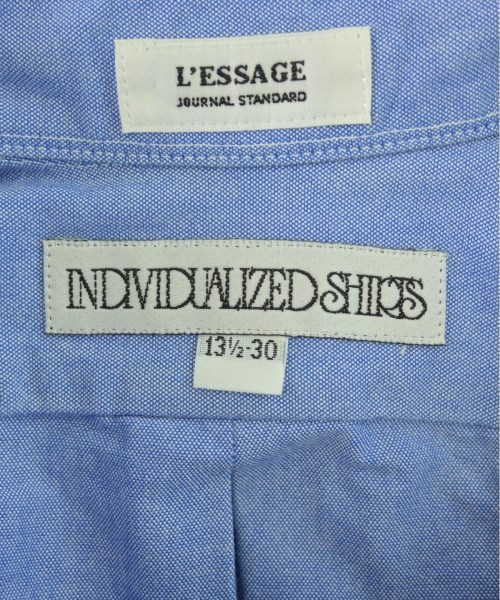 L'ESSAGE
JOURNAL STANDARD
INDIVIDUALIZED SHIRTS
13½-30